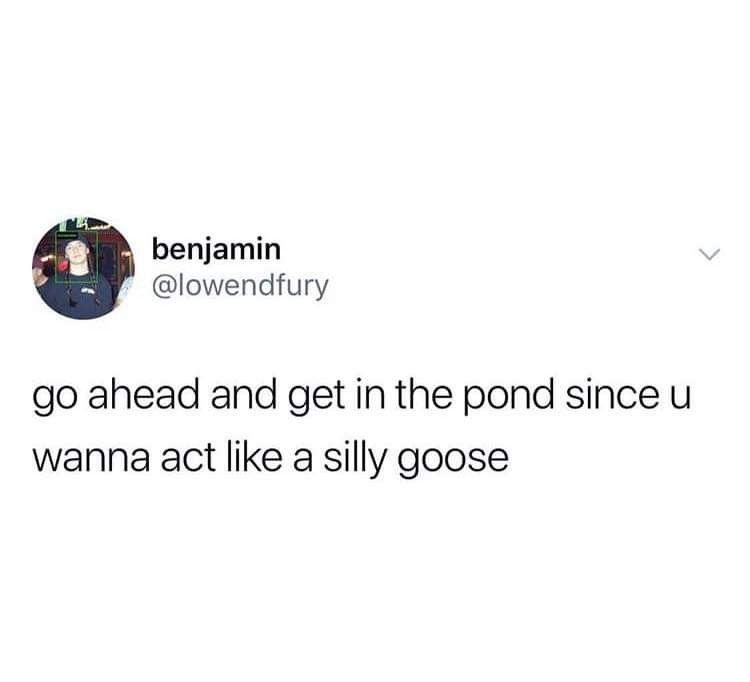 benjamin
@lowendfury
go ahead and get in the pond since u
wanna act like a silly goose